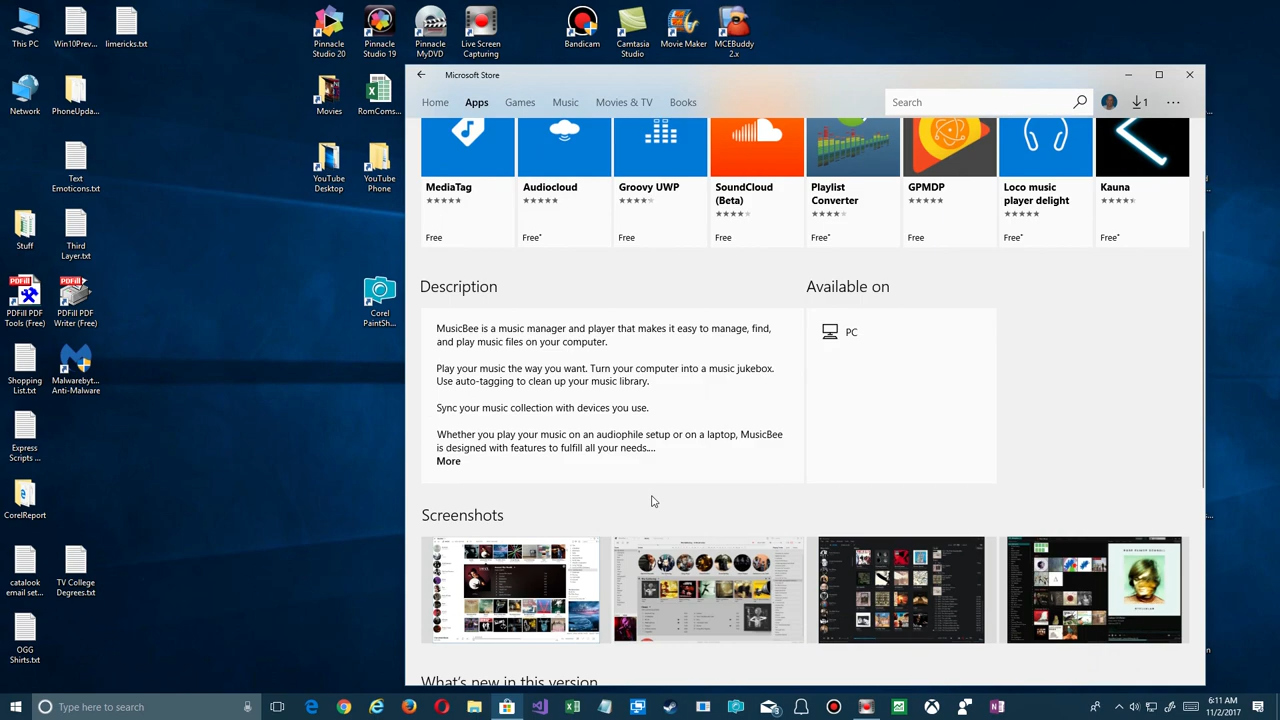 This PC
Win10Prev...
limericks.txt
Pinnacle
Studio 20
Pinnacle
Studio 19
Pinnacle
MyDVD
Live Screen
Capturing
Bandicam
Camtasia
Studio
Movie Maker
MCEBuddy
2.x
Network
PhoneUpda...
Movies
RomComs...
Text
Emoticons.txt
YouTube
Desktop
YouTube
Phone
Stuff
Third
Layer.txt
PDFill PDF
Tools (Free)
PDFill PDF
Writer (Free)
Corel
PaintSh...
Shopping
List.txt
Malwarebyt...
Anti-Malware
Express
Scripts ...
CorelReport
catalook
email set...
TV College
Degree.txt
OGG
Shirts.txt
Microsoft Store
Home Apps Games Music Movies & TV Books
Search
1
MediaTag
Free
Audiocloud
Free*
Groovy UWP
Free
SoundCloud
(Beta)
Free
Playlist
Converter
Free*
GPMDP
Free
Loco music
player delight
Free*
Kauna
Free*
Description
MusicBee is a music manager and player that makes it easy to manage, find,
and play music files on your computer.
Play your music the way you want. Turn your computer into a music jukebox.
Use auto-tagging to clean up your music library.
Sync your music collection with devices you use.
Whether you play your music on an audiophile setup or on a laptop, MusicBee
is designed with features to fulfill all your needs....
More
Available on
PC
Screenshots
What's new in this version
Type here to search
6:11 AM
11/2/2017